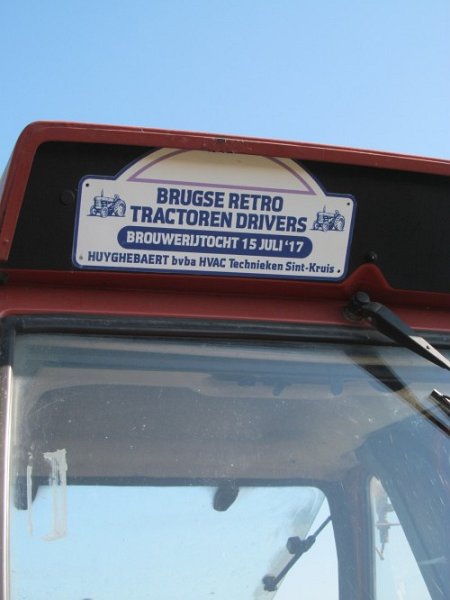 BRUGSE RETRO
TRACTOREN DRIVERS
BROUWERIJTOCHT 15 JULI '17
HUYGHEBAERT bvba HVAC Technieken Sint-Kruis